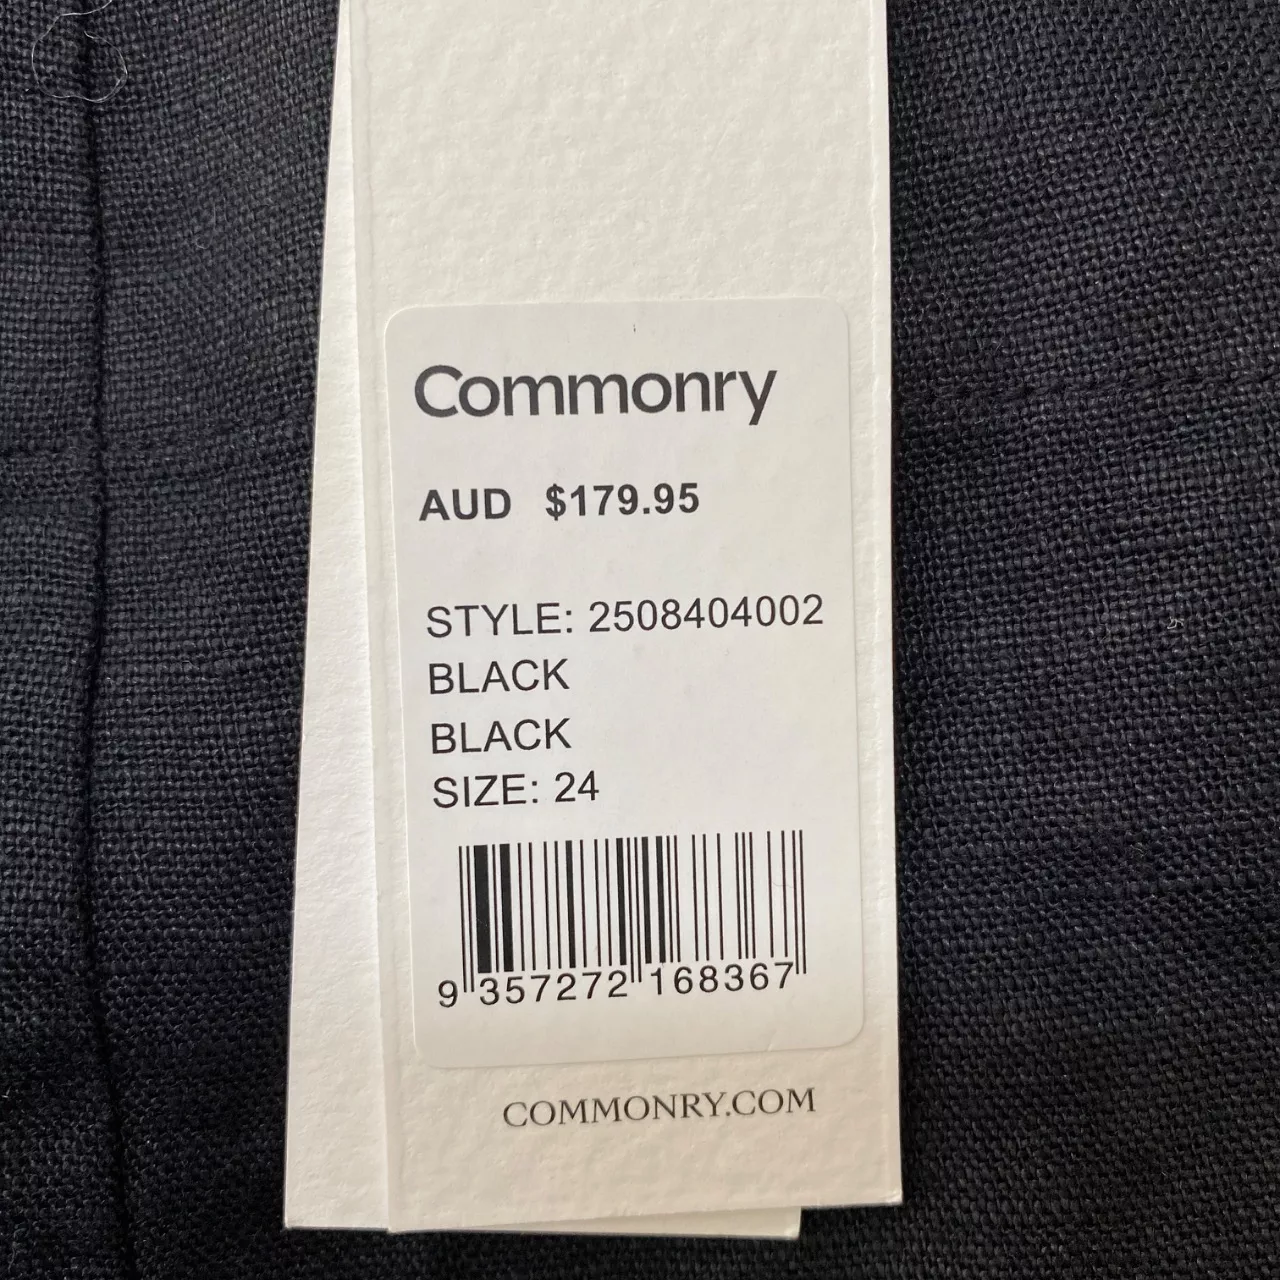 Commonry
AUD $179.95
STYLE: 2508404002
BLACK
BLACK
SIZE: 24
9 357272 168367
COMMONRY.COM